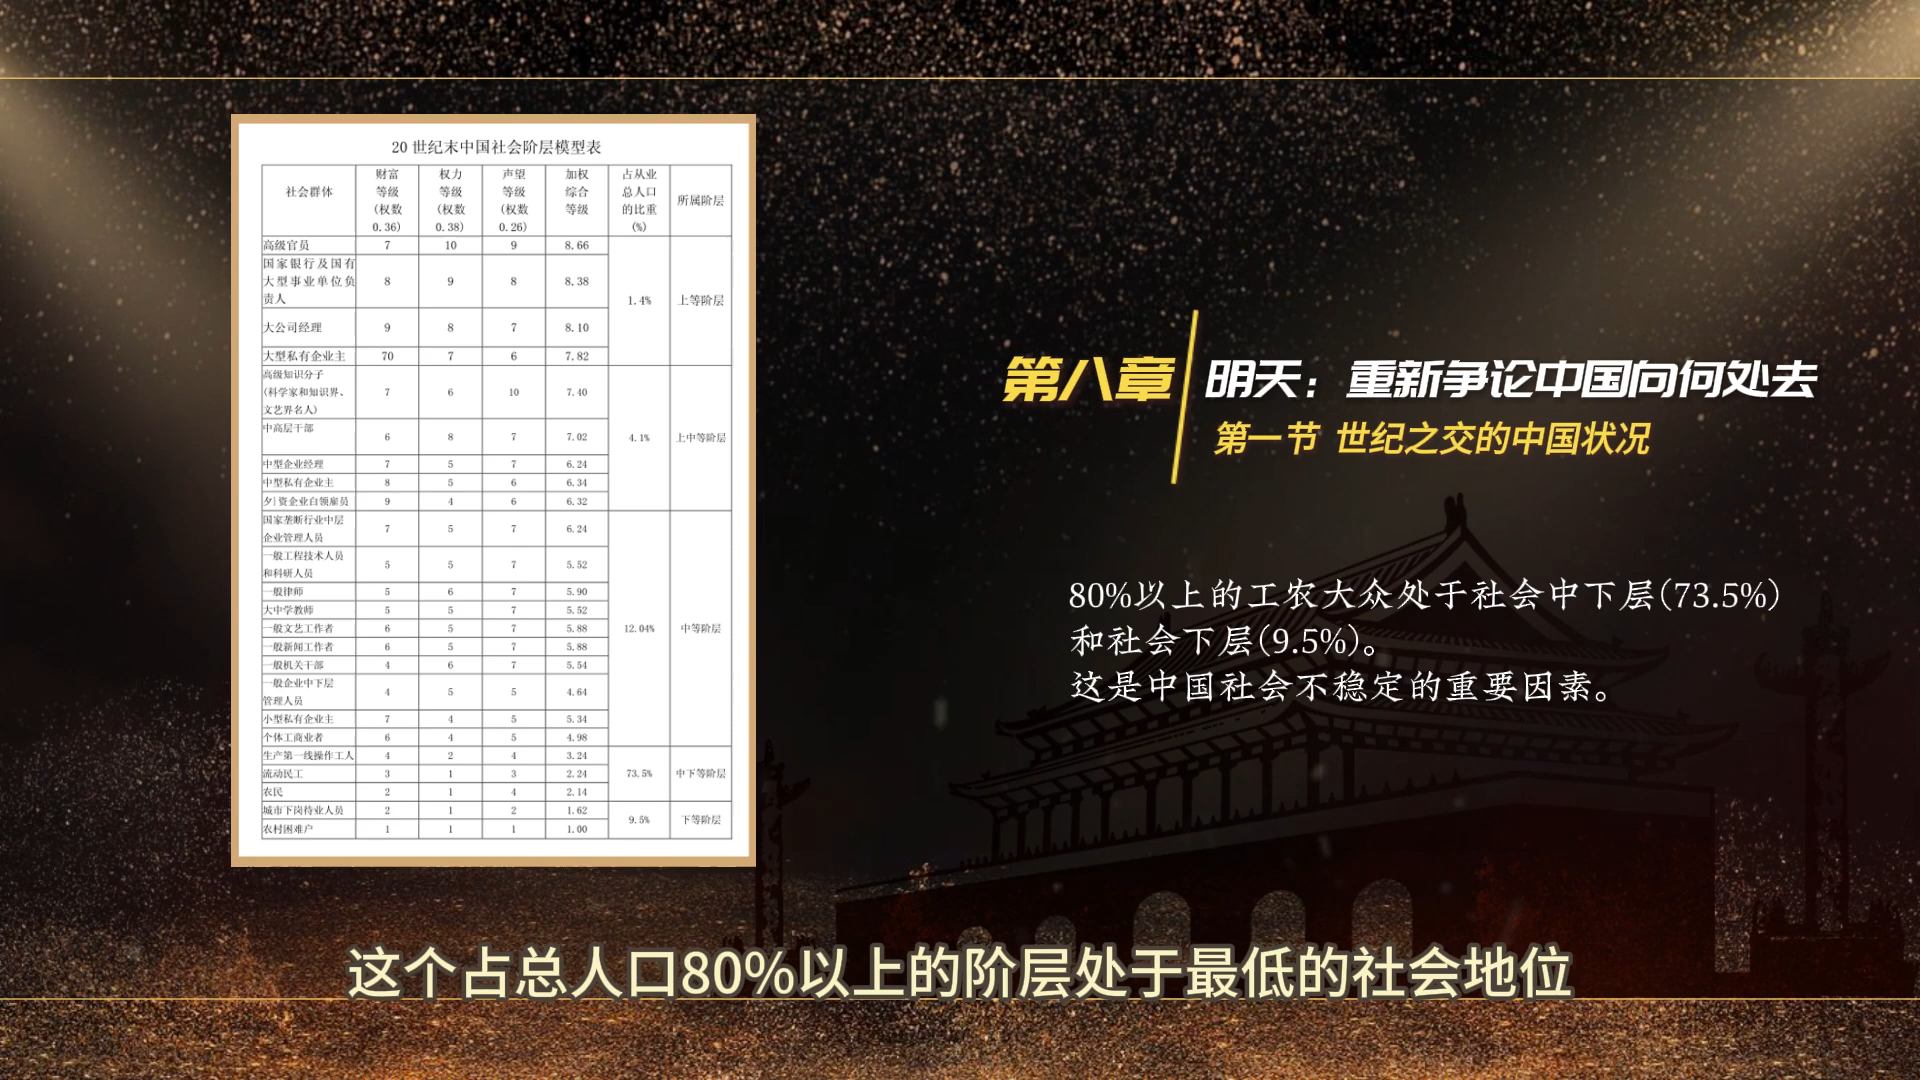 20 世纪末中国社会阶层模型表
社会群体 财富等级(权数0.36) 权力等级(权数0.38) 声望等级(权数0.26) 加权综合等级 占从业总人口的比重(%) 所属阶层
高级官员 7 10 9 8.66
国家银行及国有大型事业单位负责人 8 9 8 8.38
1.4% 上等阶层
大公司经理 9 8 7 8.10
大型私有企业主 70 7 6 7.82
高级知识分子(科学家和知识界、文艺界名人) 7 6 10 7.40
中高层干部 6 8 7 7.02 4.1% 上中等阶层
中型企业经理 7 5 7 6.24
中型私有企业主 8 5 6 6.34
夕|资企业白领雇员 9 4 6 6.32
国家垄断行业中层企业管理人员 7 5 7 6.24
一般工程技术人员和科研人员 5 5 7 5.52
一般律师 5 6 7 5.90
大中学教师 5 5 7 5.52
一般文艺工作者 6 5 7 5.88 12.04% 中等阶层
一般新闻工作者 6 5 7 5.88
一般机关干部 4 6 7 5.54
一般企业中下层管理人员 4 5 5 4.64
小型私有企业主 7 4 5 5.34
个体工商业者 6 4 5 4.98
生产第一线操作工人 4 2 4 3.24
流动民工 3 1 3 2.24 73.5% 中下等阶层
农民 2 1 4 2.14
城市下岗待业人员 2 1 2 1.62
9.5% 下等阶层
农村困难户 1 1 1 1.00
第八章 明天：重新争论中国向何处去
第一节 世纪之交的中国状况
80%以上的工农大众处于社会中下层(73.5%)
和社会下层(9.5%)。
这是中国社会不稳定的重要因素。
这个占总人口80%以上的阶层处于最低的社会地位